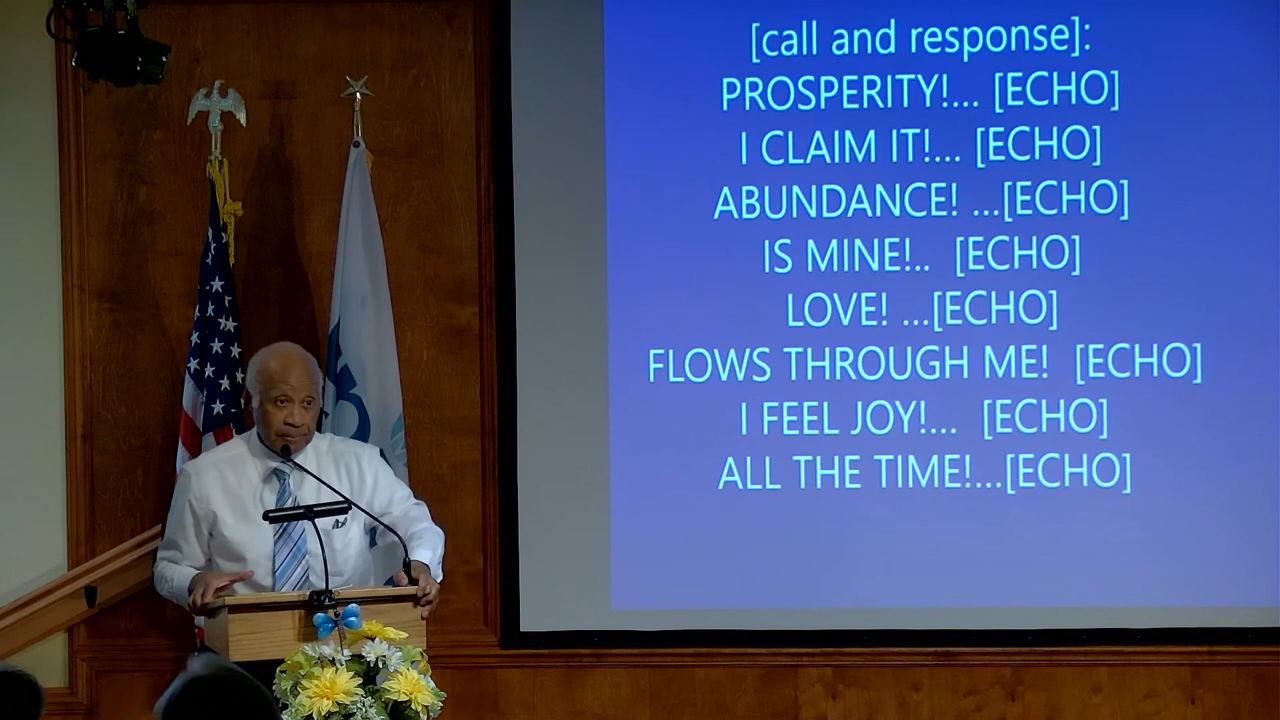 [call and response]:
PROSPERITY!... [ECHO]
I CLAIM IT!... [ECHO]
ABUNDANCE! ...[ECHO]
IS MINE!..  [ECHO]
LOVE! ...[ECHO]
FLOWS THROUGH ME!  [ECHO]
I FEEL JOY!...  [ECHO]
ALL THE TIME!...[ECHO]